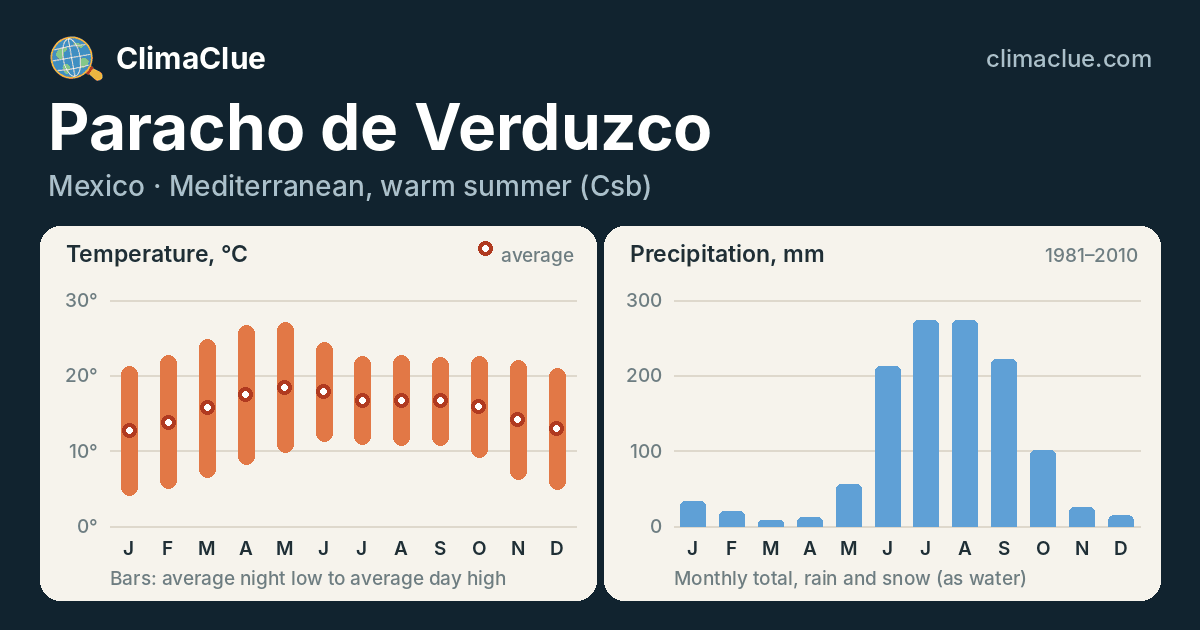 ClimaClue
climaclue.com
Paracho de Verduzco
Mexico · Mediterranean, warm summer (Csb)
Temperature, °C
average
30°
20°
10°
0°
J F M A M J J A S O N D
Bars: average night low to average day high
Precipitation, mm
1981–2010
300
200
100
0
J F M A M J J A S O N D
Monthly total, rain and snow (as water)